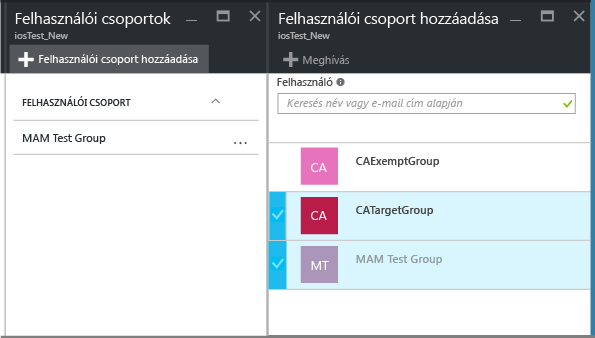 Felhasználói csoportok
iosTest_New
Felhasználói csoport hozzáadása
FELHASZNÁLÓI CSOPORT
MAM Test Group
...
Felhasználói csoport hozzáadása
iosTest_New
Meghívás
Felhasználó
Keresés név vagy e-mail cím alapján
CA
CAExemptGroup
CA
CATargetGroup
MT
MAM Test Group